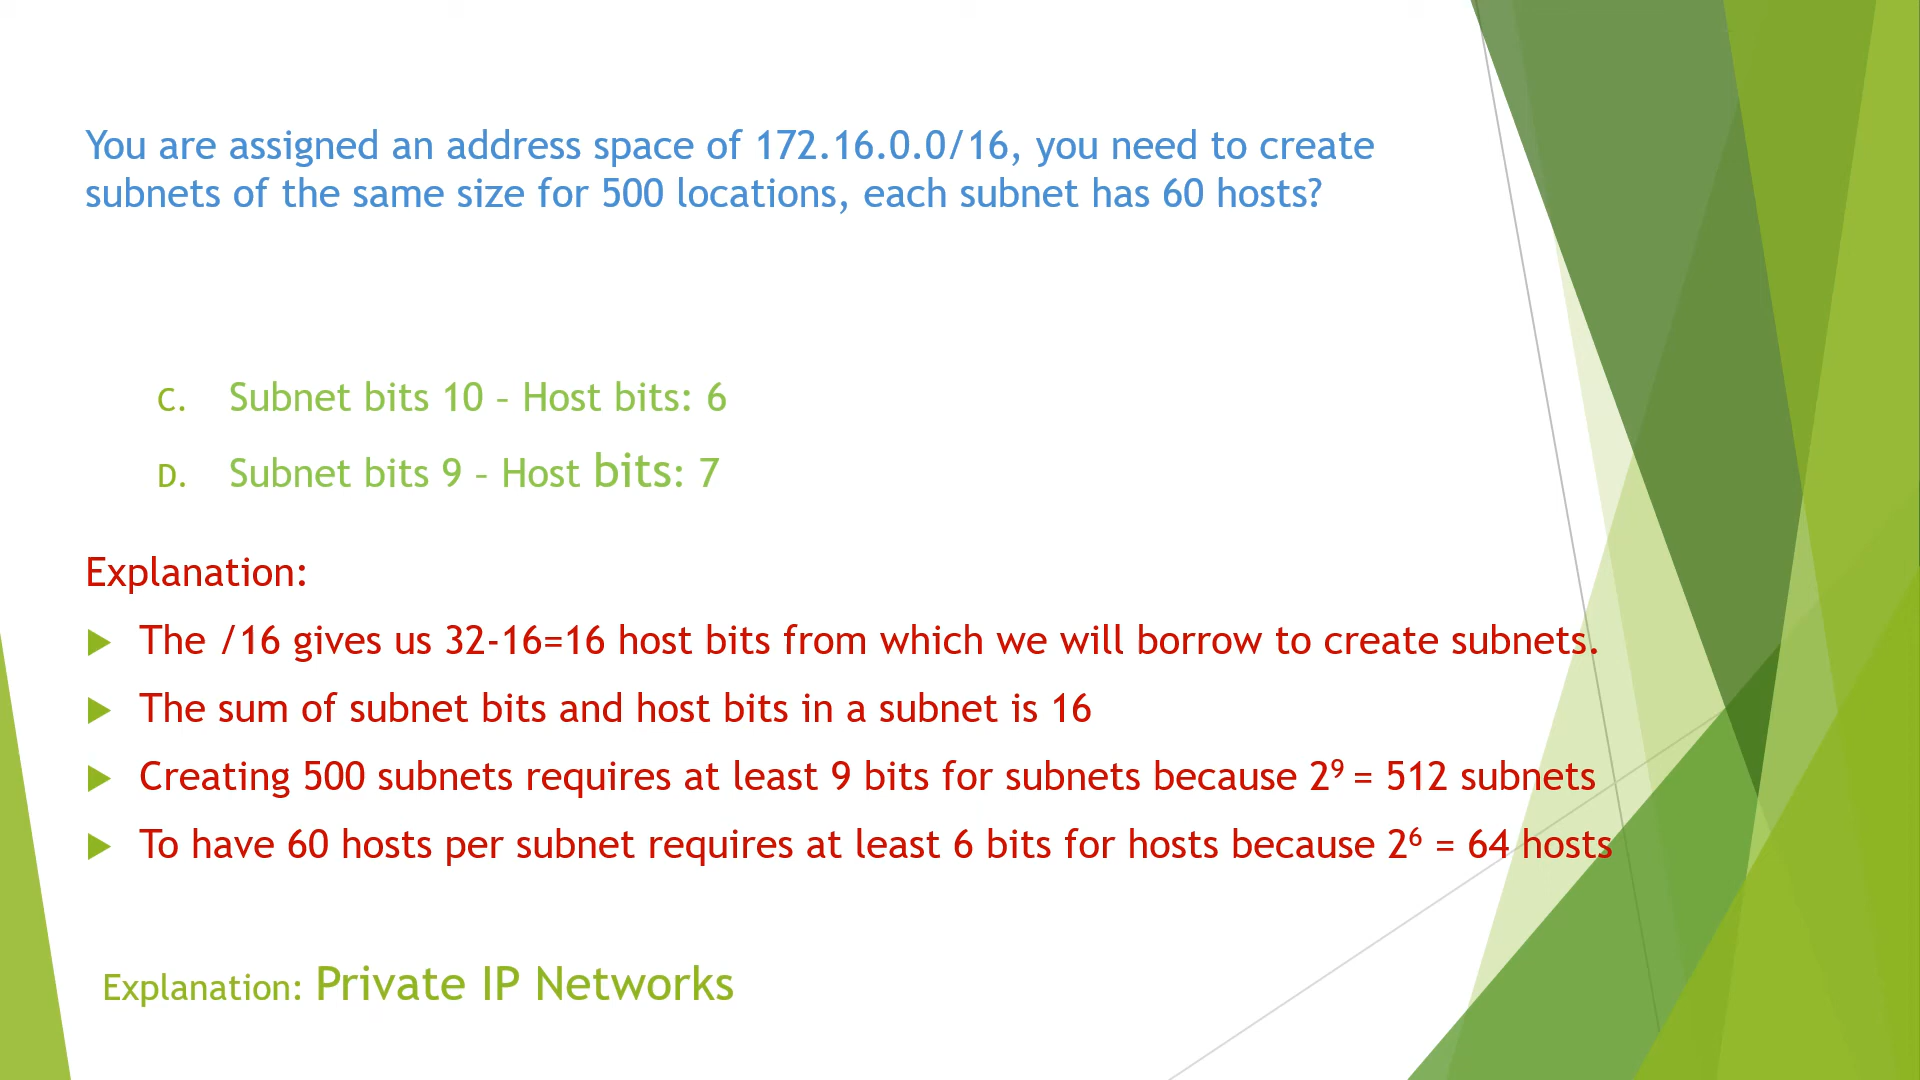 You are assigned an address space of 172.16.0.0/16, you need to create
subnets of the same size for 500 locations, each subnet has 60 hosts?
C. Subnet bits 10 – Host bits: 6
D. Subnet bits 9 – Host bits: 7
Explanation:
The /16 gives us 32-16=16 host bits from which we will borrow to create subnets.
The sum of subnet bits and host bits in a subnet is 16
Creating 500 subnets requires at least 9 bits for subnets because 2⁹ = 512 subnets
To have 60 hosts per subnet requires at least 6 bits for hosts because 2⁶ = 64 hosts
Explanation: Private IP Networks